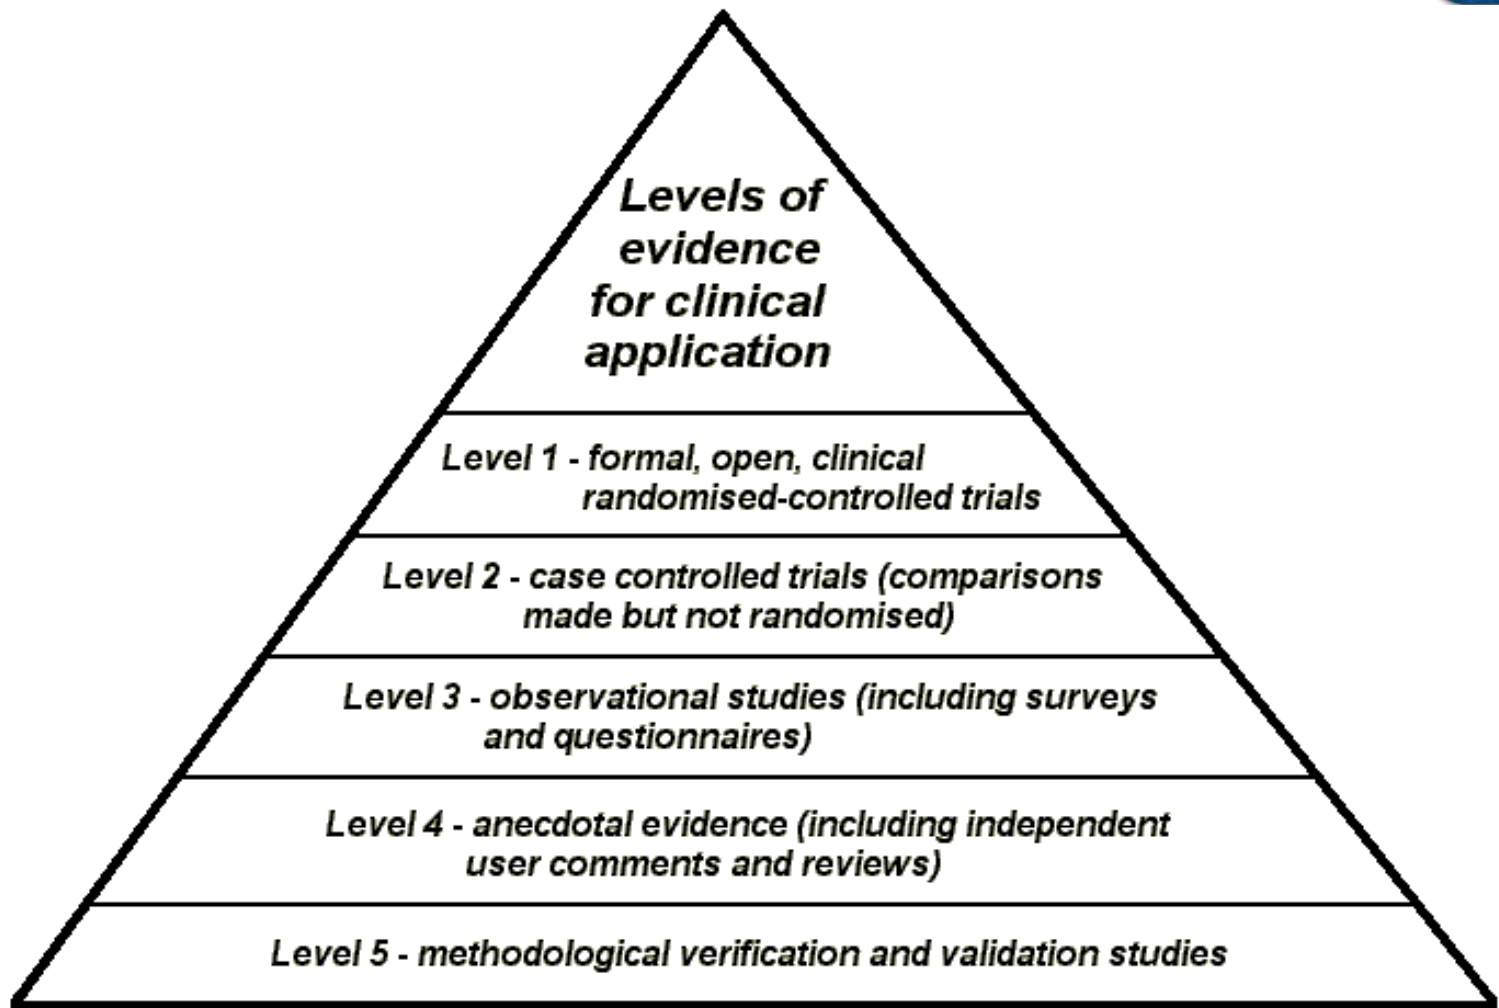 Levels of
evidence
for clinical
application
Level 1 - formal, open, clinical
randomised-controlled trials
Level 2 - case controlled trials (comparisons
made but not randomised)
Level 3 - observational studies (including surveys
and questionnaires)
Level 4 - anecdotal evidence (including independent
user comments and reviews)
Level 5 - methodological verification and validation studies